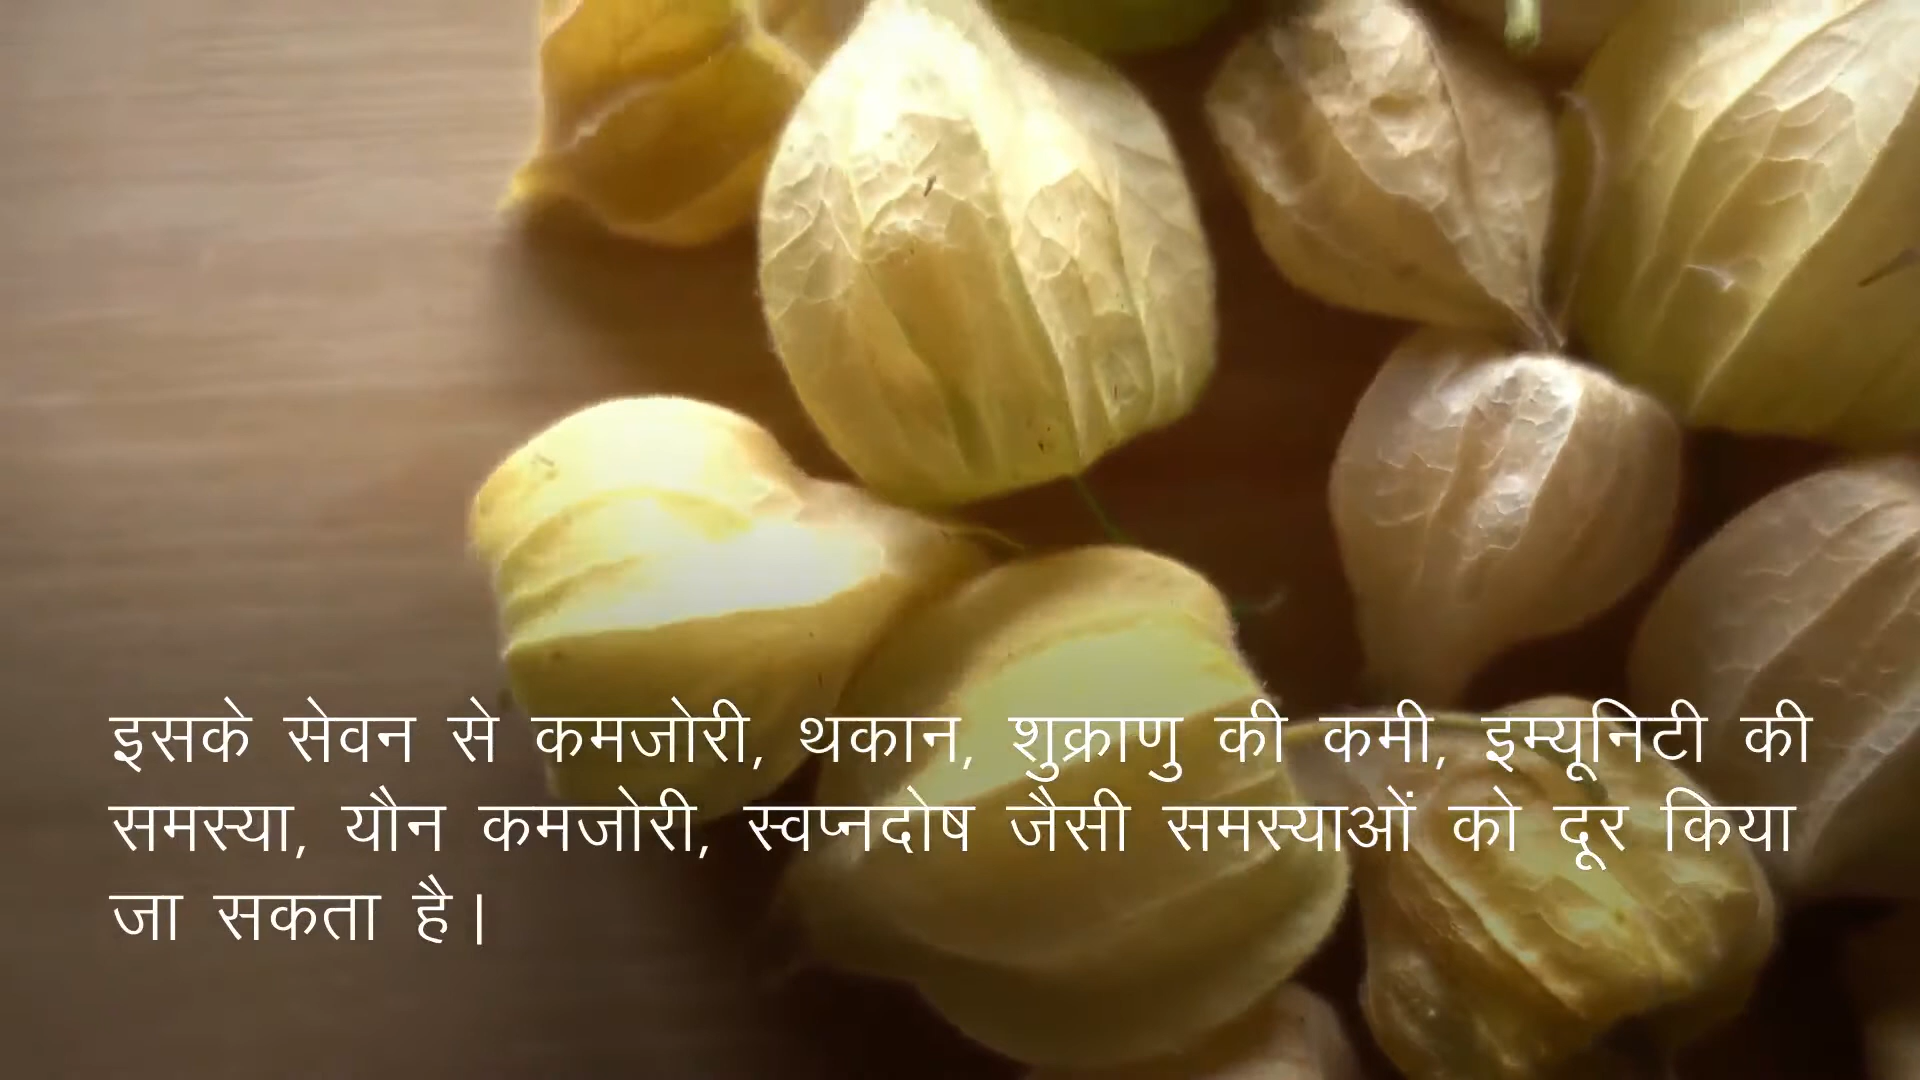 इसके सेवन से कमजोरी, थकान, शुक्राणु की कमी, इम्यूनिटी की
समस्या, यौन कमजोरी, स्वप्नदोष जैसी समस्याओं को दूर किया
जा सकता है।